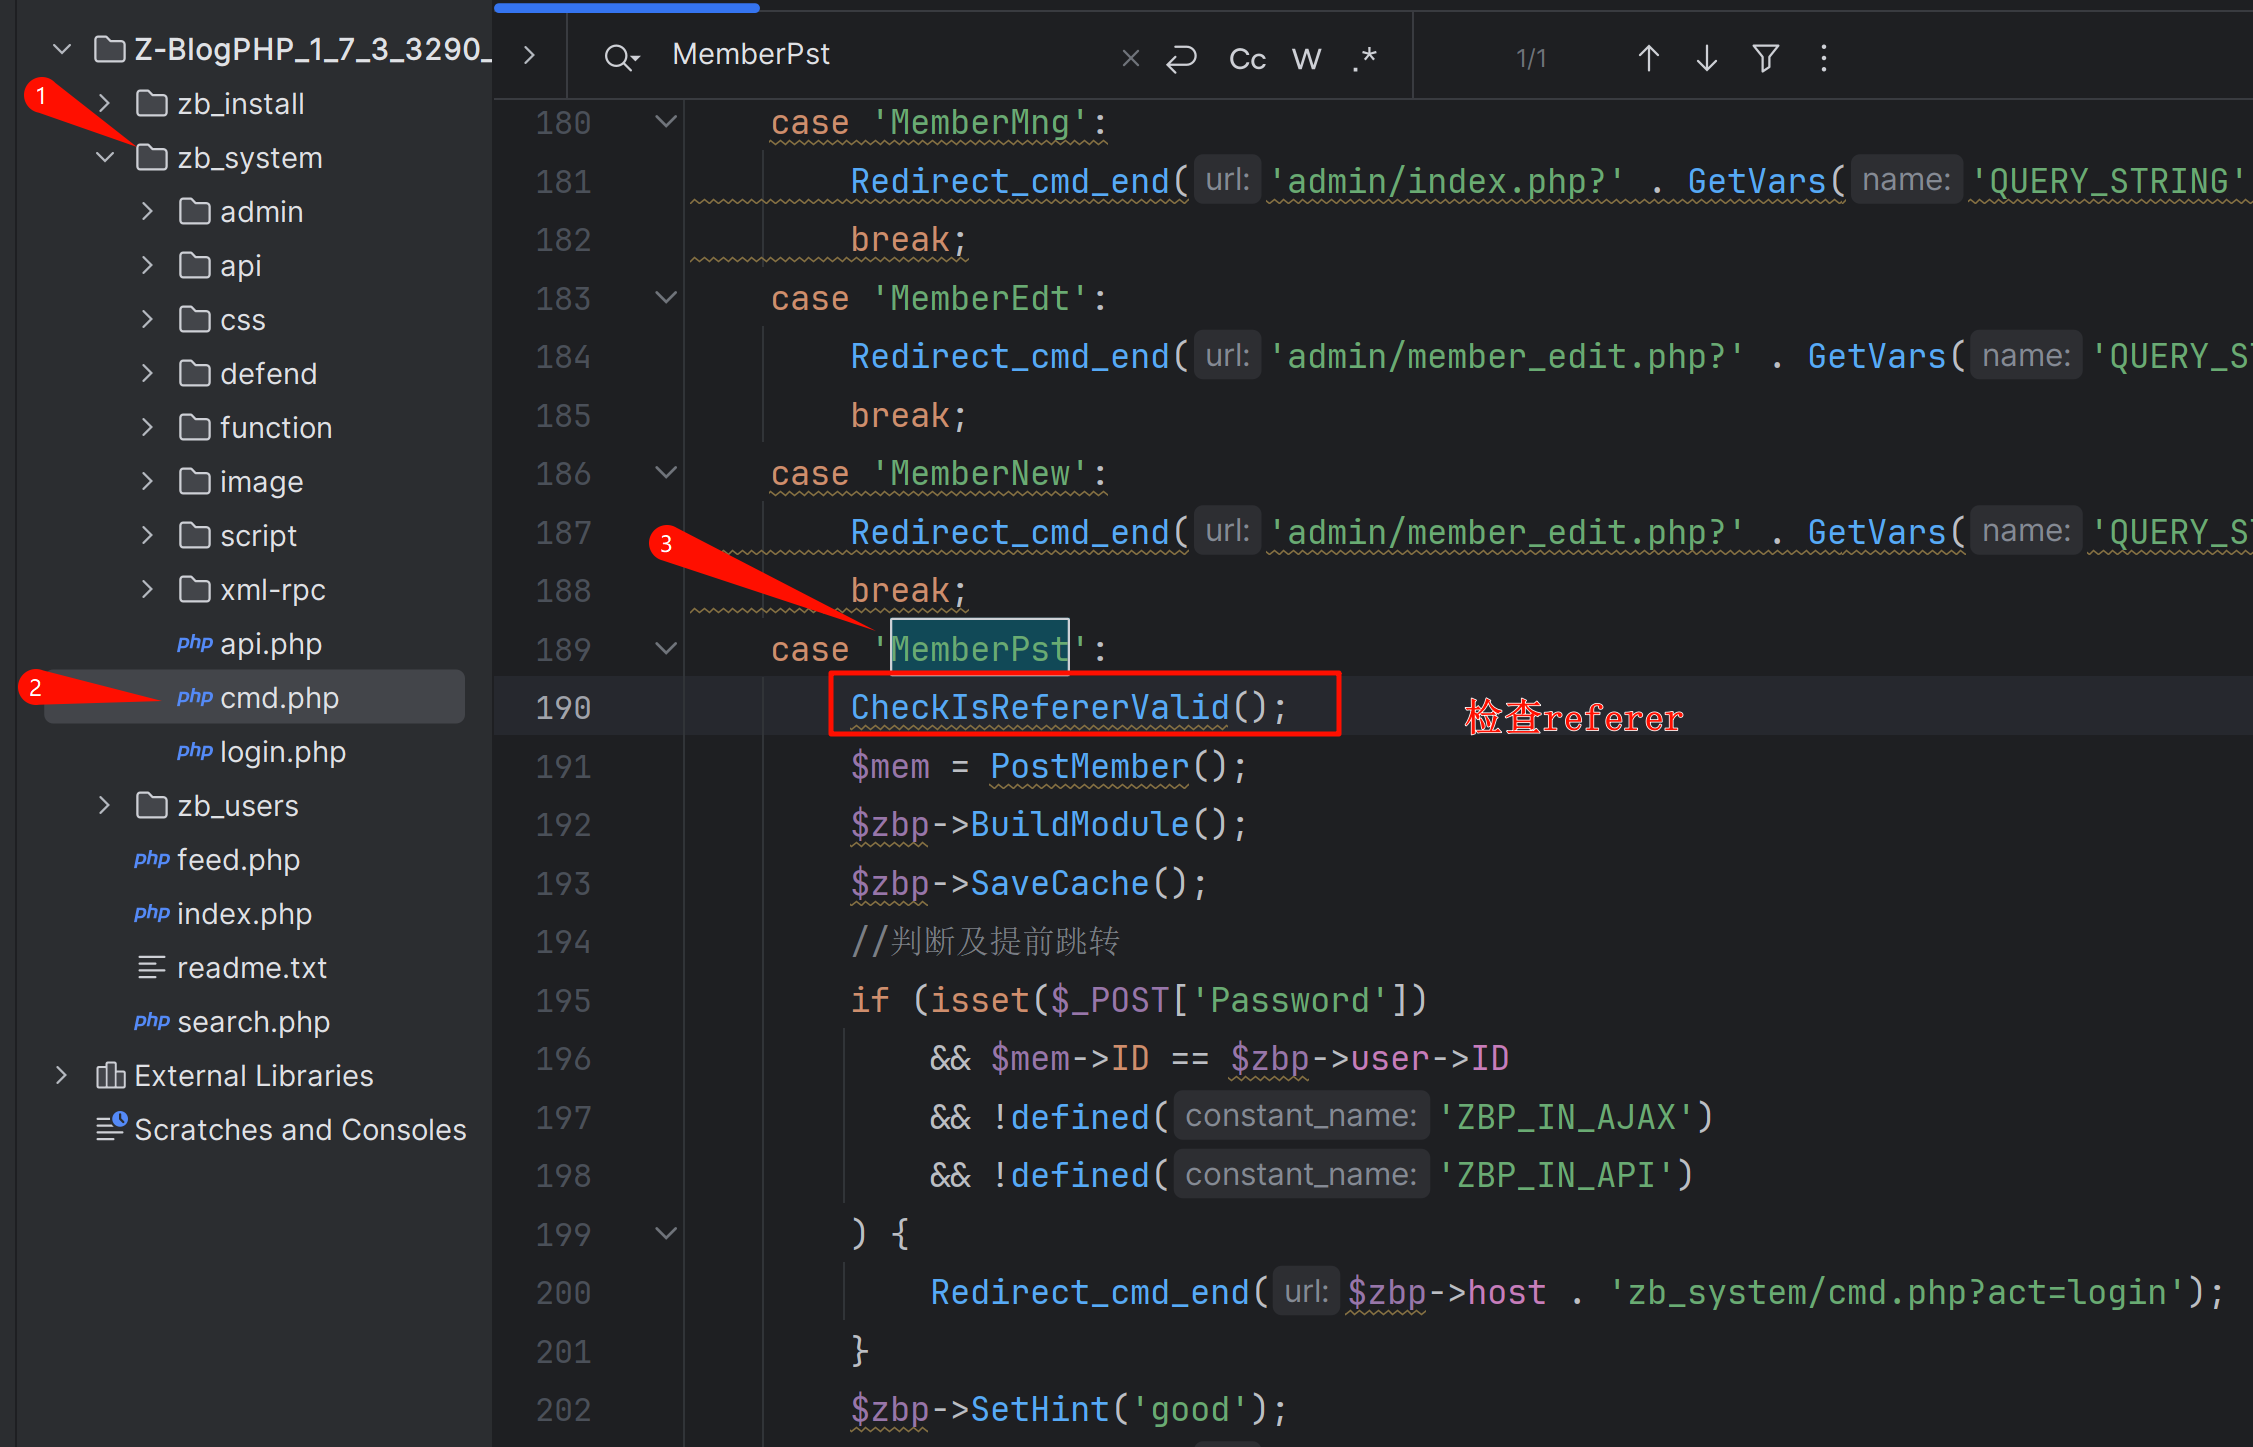 Z-BlogPHP_1_7_3_3290_
1
zb_install
zb_system
admin
api
css
defend
function
image
script
xml-rpc
php api.php
2
php cmd.php
php login.php
zb_users
php feed.php
php index.php
readme.txt
php search.php
External Libraries
Scratches and Consoles
MemberPst
Cc W .*
1/1
180 case 'MemberMng':
181 Redirect_cmd_end( url: 'admin/index.php?' . GetVars( name: 'QUERY_STRING'
182 break;
183 case 'MemberEdt':
184 Redirect_cmd_end( url: 'admin/member_edit.php?' . GetVars( name: 'QUERY_S
185 break;
186 case 'MemberNew':
187 Redirect_cmd_end( url: 'admin/member_edit.php?' . GetVars( name: 'QUERY_S
3
188 break;
189 case 'MemberPst':
190 CheckIsRefererValid();
检查referer
191 $mem = PostMember();
192 $zbp->BuildModule();
193 $zbp->SaveCache();
194 //判断及提前跳转
195 if (isset($_POST['Password'])
196 && $mem->ID == $zbp->user->ID
197 && !defined( constant_name: 'ZBP_IN_AJAX')
198 && !defined( constant_name: 'ZBP_IN_API')
199 ) {
200 Redirect_cmd_end( url: $zbp->host . 'zb_system/cmd.php?act=login');
201 }
202 $zbp->SetHint('good');